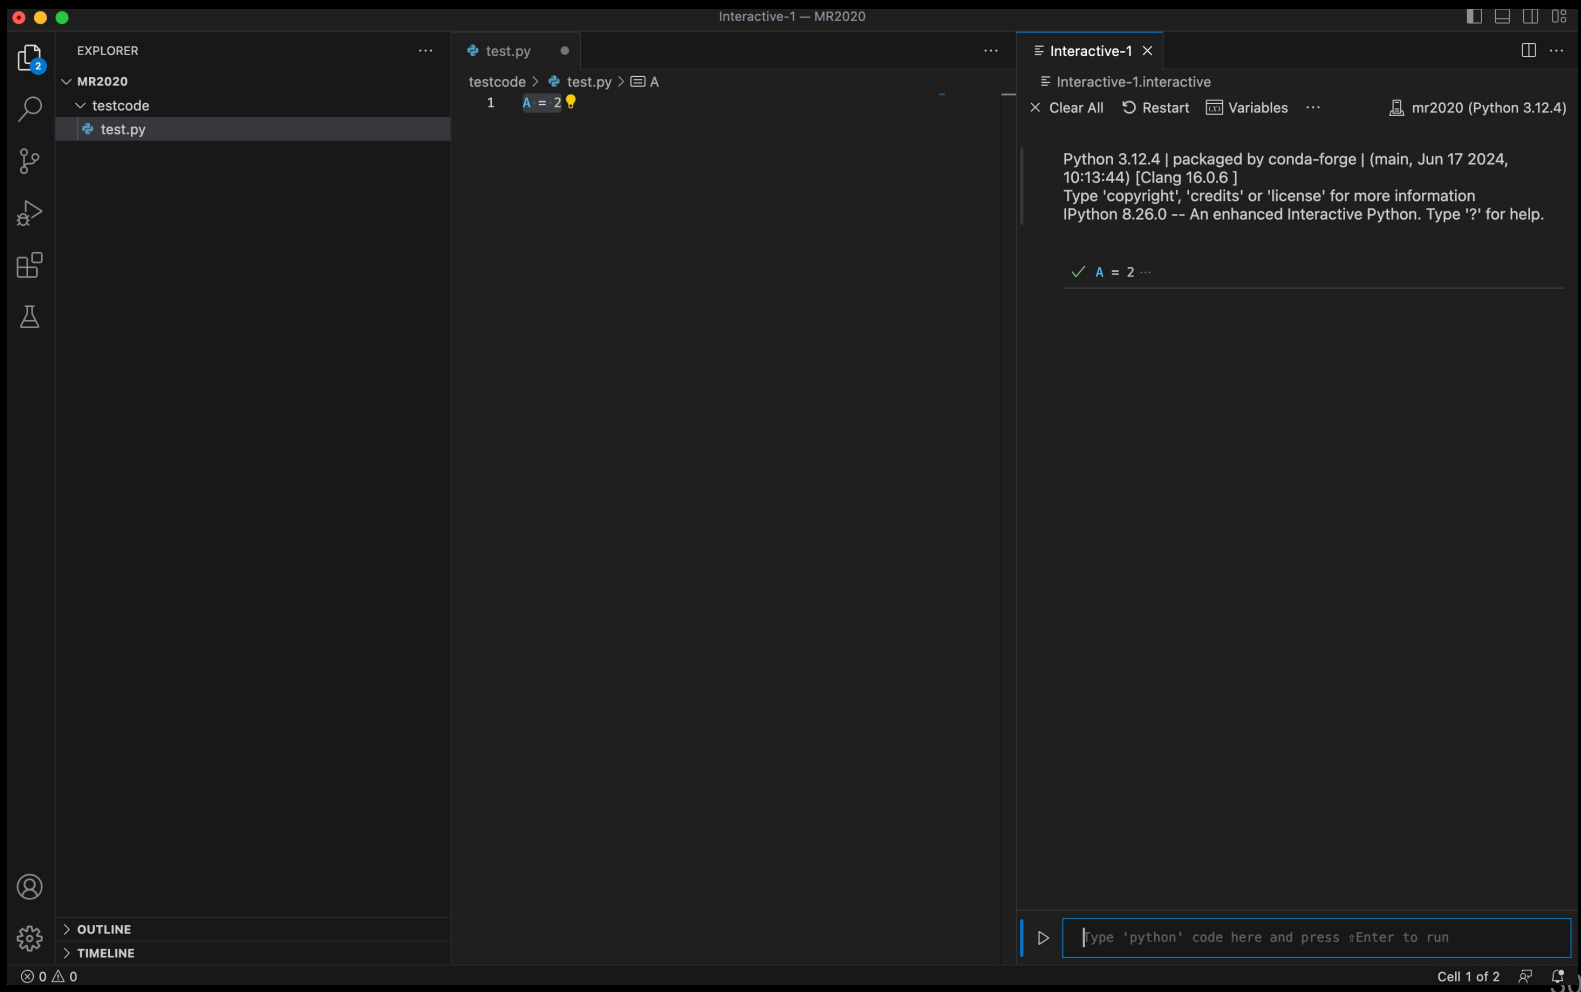 Interactive-1 — MR2020
EXPLORER
2
MR2020
testcode
test.py
OUTLINE
TIMELINE
test.py
testcode > test.py > A
1 A = 2
Interactive-1
Interactive-1.interactive
Clear All Restart Variables ··· mr2020 (Python 3.12.4)
Python 3.12.4 | packaged by conda-forge | (main, Jun 17 2024,
10:13:44) [Clang 16.0.6 ]
Type 'copyright', 'credits' or 'license' for more information
IPython 8.26.0 -- An enhanced Interactive Python. Type '?' for help.
A = 2 ···
Type 'python' code here and press ⇧Enter to run
0 0
Cell 1 of 2